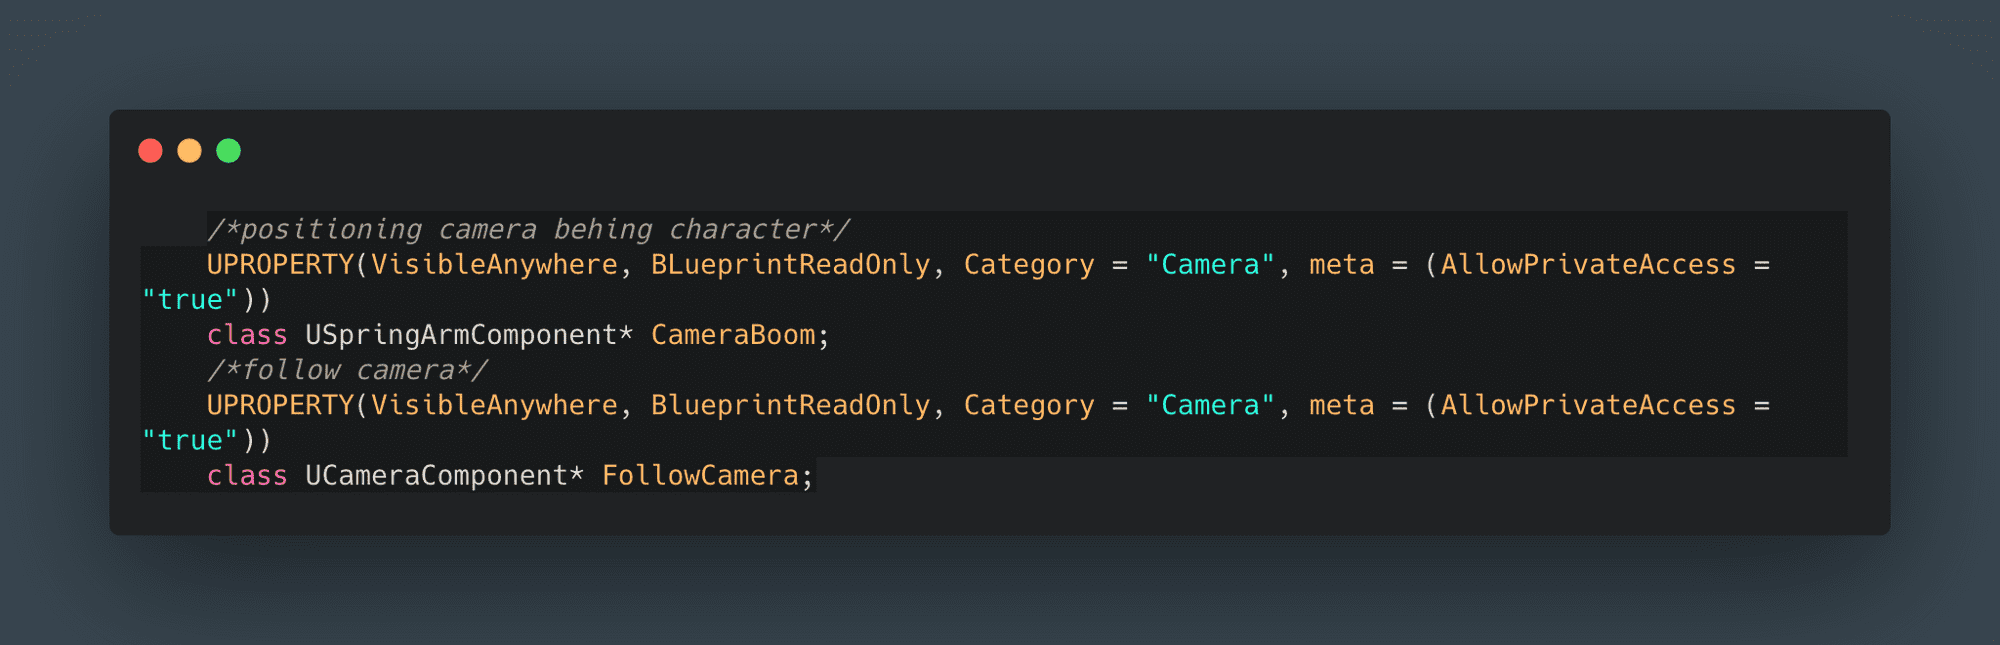 /*positioning camera behing character*/
UPROPERTY(VisibleAnywhere, BLueprintReadOnly, Category = "Camera", meta = (AllowPrivateAccess =
"true"))
class USpringArmComponent* CameraBoom;
/*follow camera*/
UPROPERTY(VisibleAnywhere, BlueprintReadOnly, Category = "Camera", meta = (AllowPrivateAccess =
"true"))
class UCameraComponent* FollowCamera;